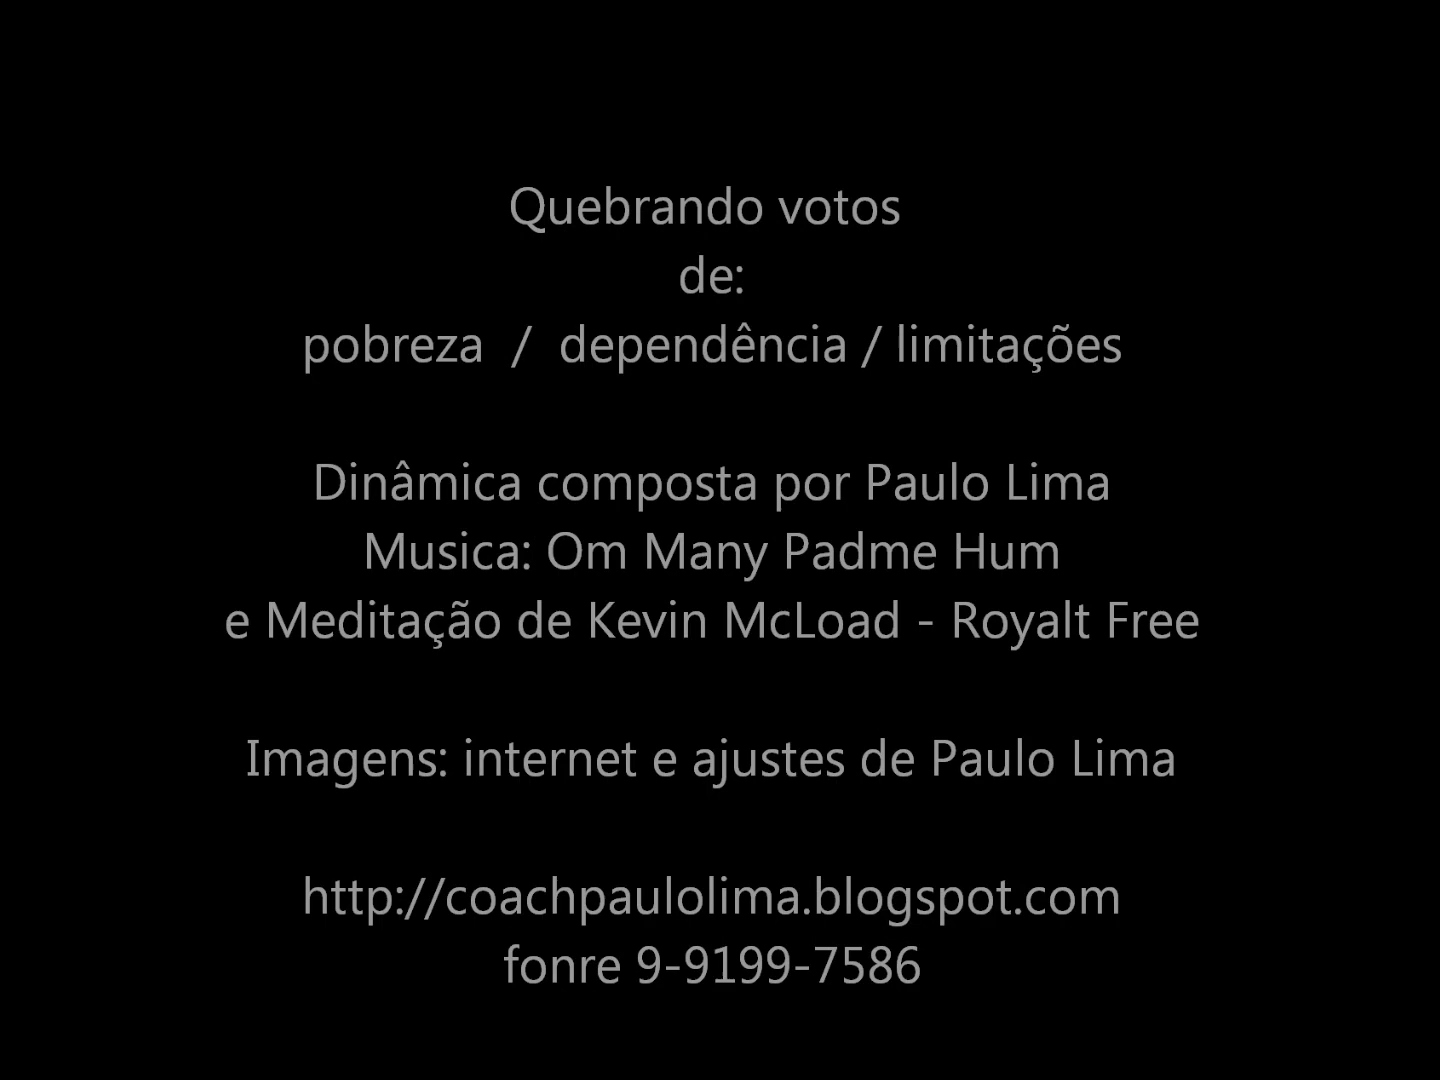 Quebrando votos
de:
pobreza / dependência / limitações
Dinâmica composta por Paulo Lima
Musica: Om Many Padme Hum
e Meditação de Kevin McLoad - Royalt Free
Imagens: internet e ajustes de Paulo Lima
http://coachpaulolima.blogspot.com
fonre 9-9199-7586